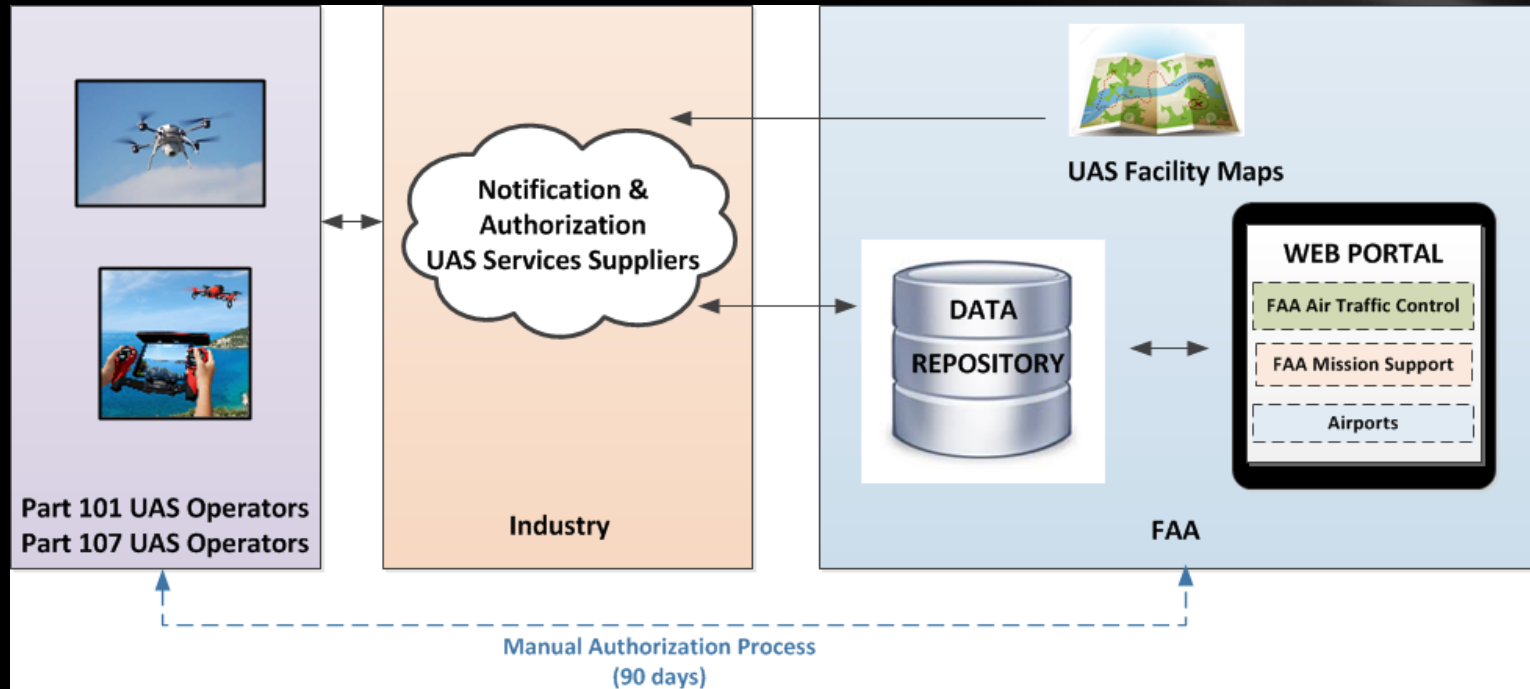 Part 101 UAS Operators
Part 107 UAS Operators
Notification &
Authorization
UAS Services Suppliers
Industry
UAS Facility Maps
DATA
REPOSITORY
WEB PORTAL
FAA Air Traffic Control
FAA Mission Support
Airports
FAA
Manual Authorization Process
(90 days)